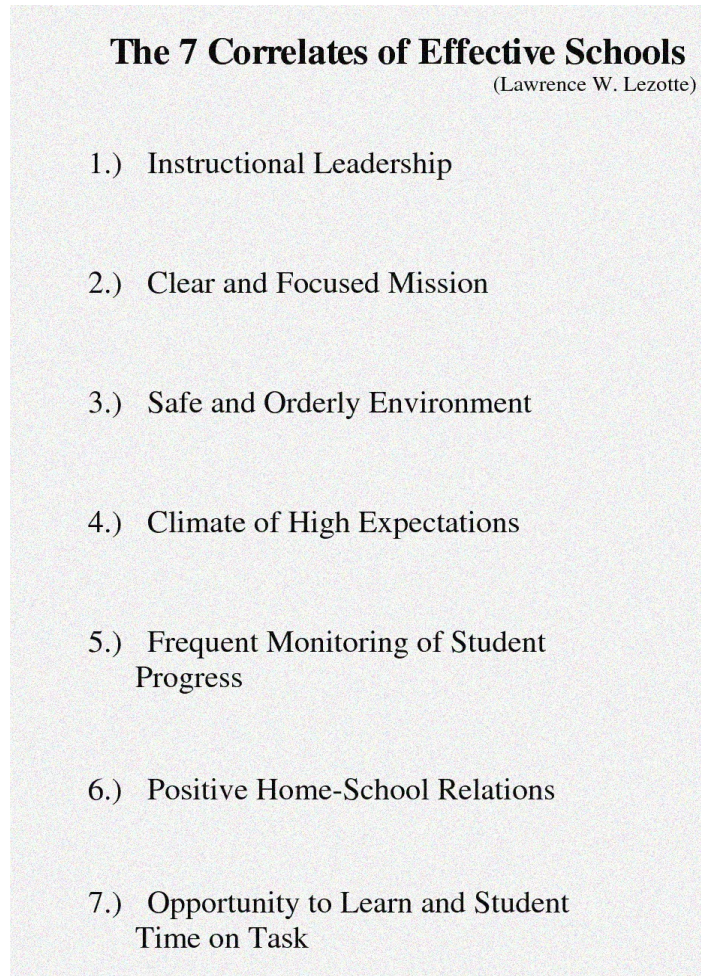 The 7 Correlates of Effective Schools
(Lawrence W. Lezotte)
1.) Instructional Leadership
2.) Clear and Focused Mission
3.) Safe and Orderly Environment
4.) Climate of High Expectations
5.) Frequent Monitoring of Student
Progress
6.) Positive Home-School Relations
7.) Opportunity to Learn and Student
Time on Task